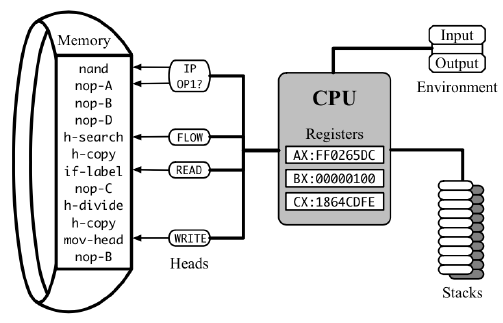 Memory
nand
nop-A
nop-B
nop-D
h-search
h-copy
if-label
nop-C
h-divide
h-copy
mov-head
nop-B
IP
OP1?
FLOW
READ
WRITE
Heads
CPU
Registers
AX:FF0265DC
BX:00000100
CX:1864CDFE
Input
Output
Environment
Stacks